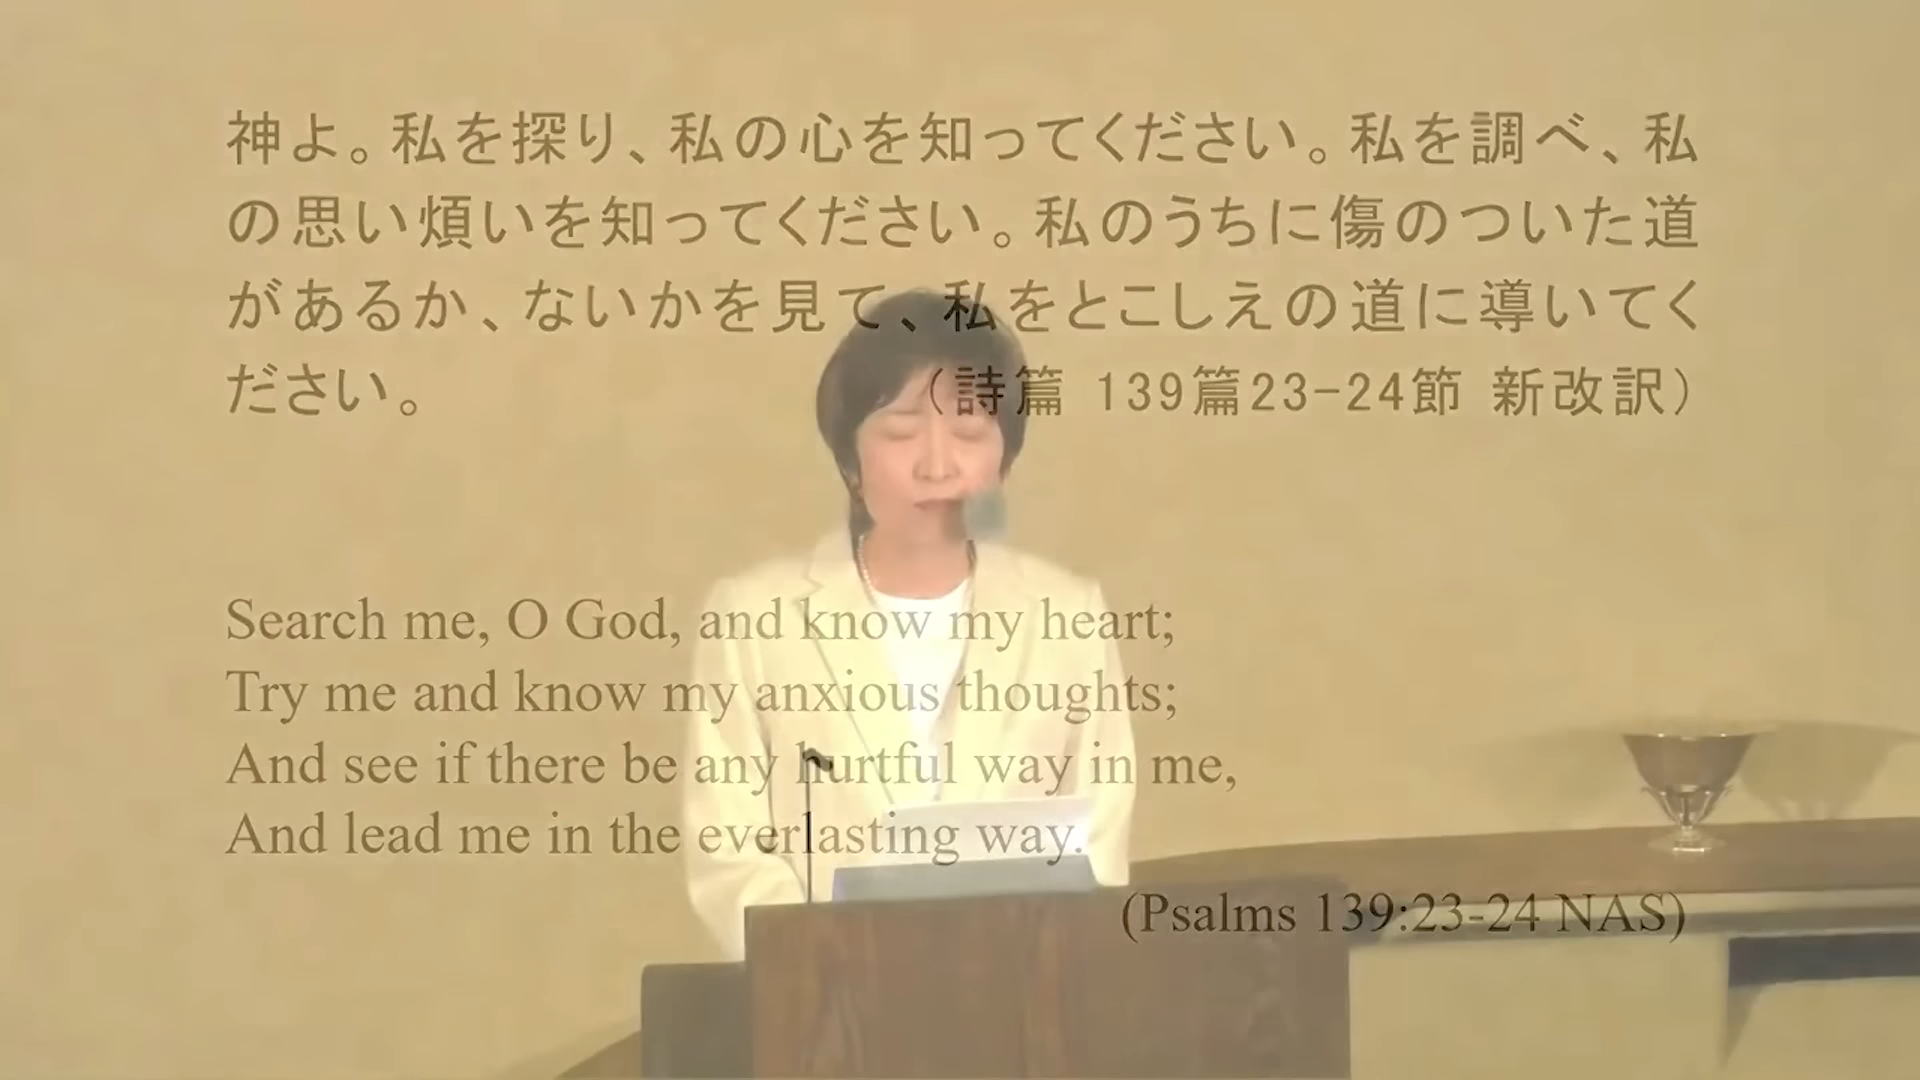 神よ。私を探り、私の心を知ってください。私を調べ、私
の思い煩いを知ってください。私のうちに傷のついた道
があるか、ないかを見て、私をとこしえの道に導いてく
ださい。 （詩篇 139篇23-24節 新改訳）
Search me, O God, and know my heart;
Try me and know my anxious thoughts;
And see if there be any hurtful way in me,
And lead me in the everlasting way.
(Psalms 139:23-24 NAS)